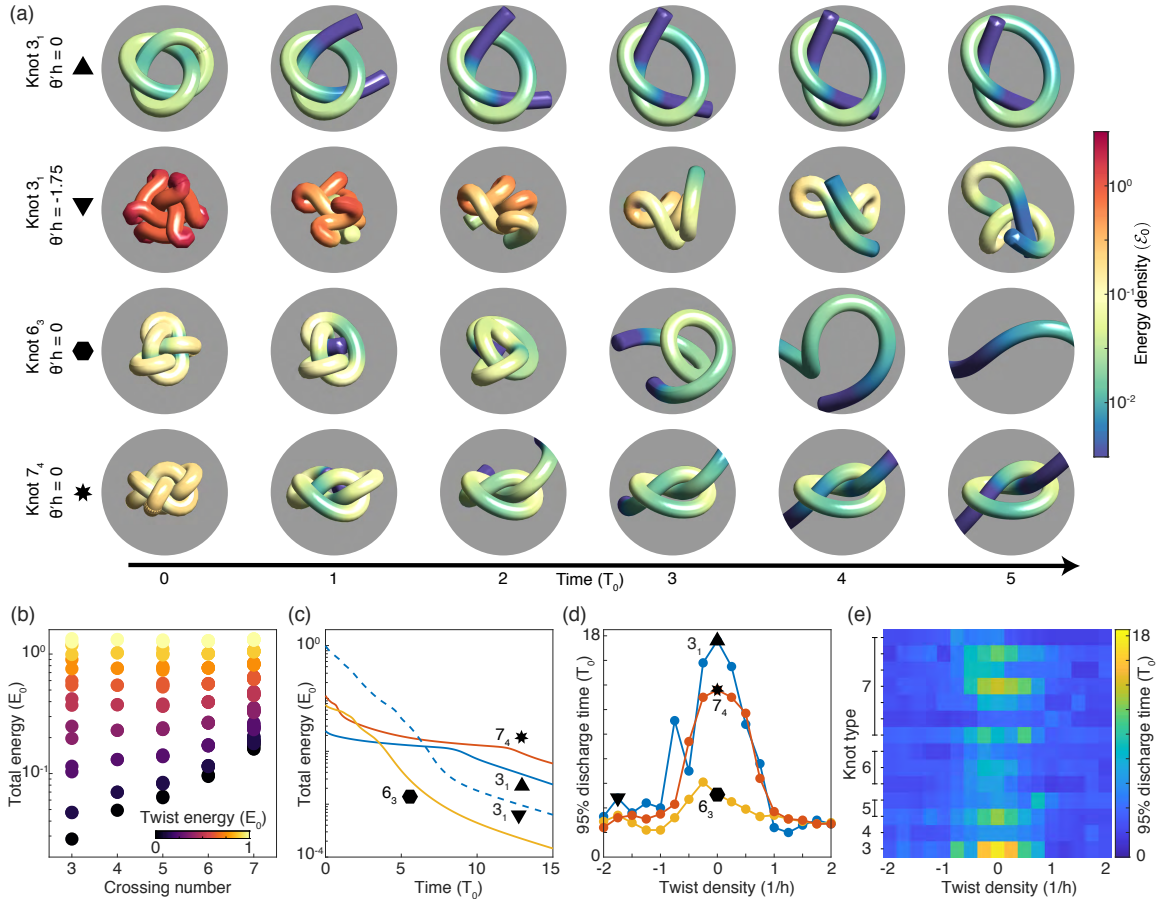 (a)
Knot 3₁
θ'h = 0
Knot 3₁
θ'h = -1.75
Knot 6₃
θ'h = 0
Knot 7₄
θ'h = 0
10⁰
10⁻¹
10⁻²
Energy density (ℰ₀)
0 1 2 3 4 5
Time (T₀)
(b)
Total energy (E₀)
10⁰
10⁻¹
Twist energy (E₀)
0 1
3 4 5 6 7
Crossing number
(c)
Total energy (E₀)
10⁰
10⁻⁴
7₄
3₁
6₃
3₁
0 5 10 15
Time (T₀)
(d)
95% discharge time (T₀)
18
0
3₁
7₄
6₃
-2 -1 0 1 2
Twist density (1/h)
(e)
Knot type
7
6
5
4
3
-2 -1 0 1 2
Twist density (1/h)
18
0
95% discharge time (T₀)